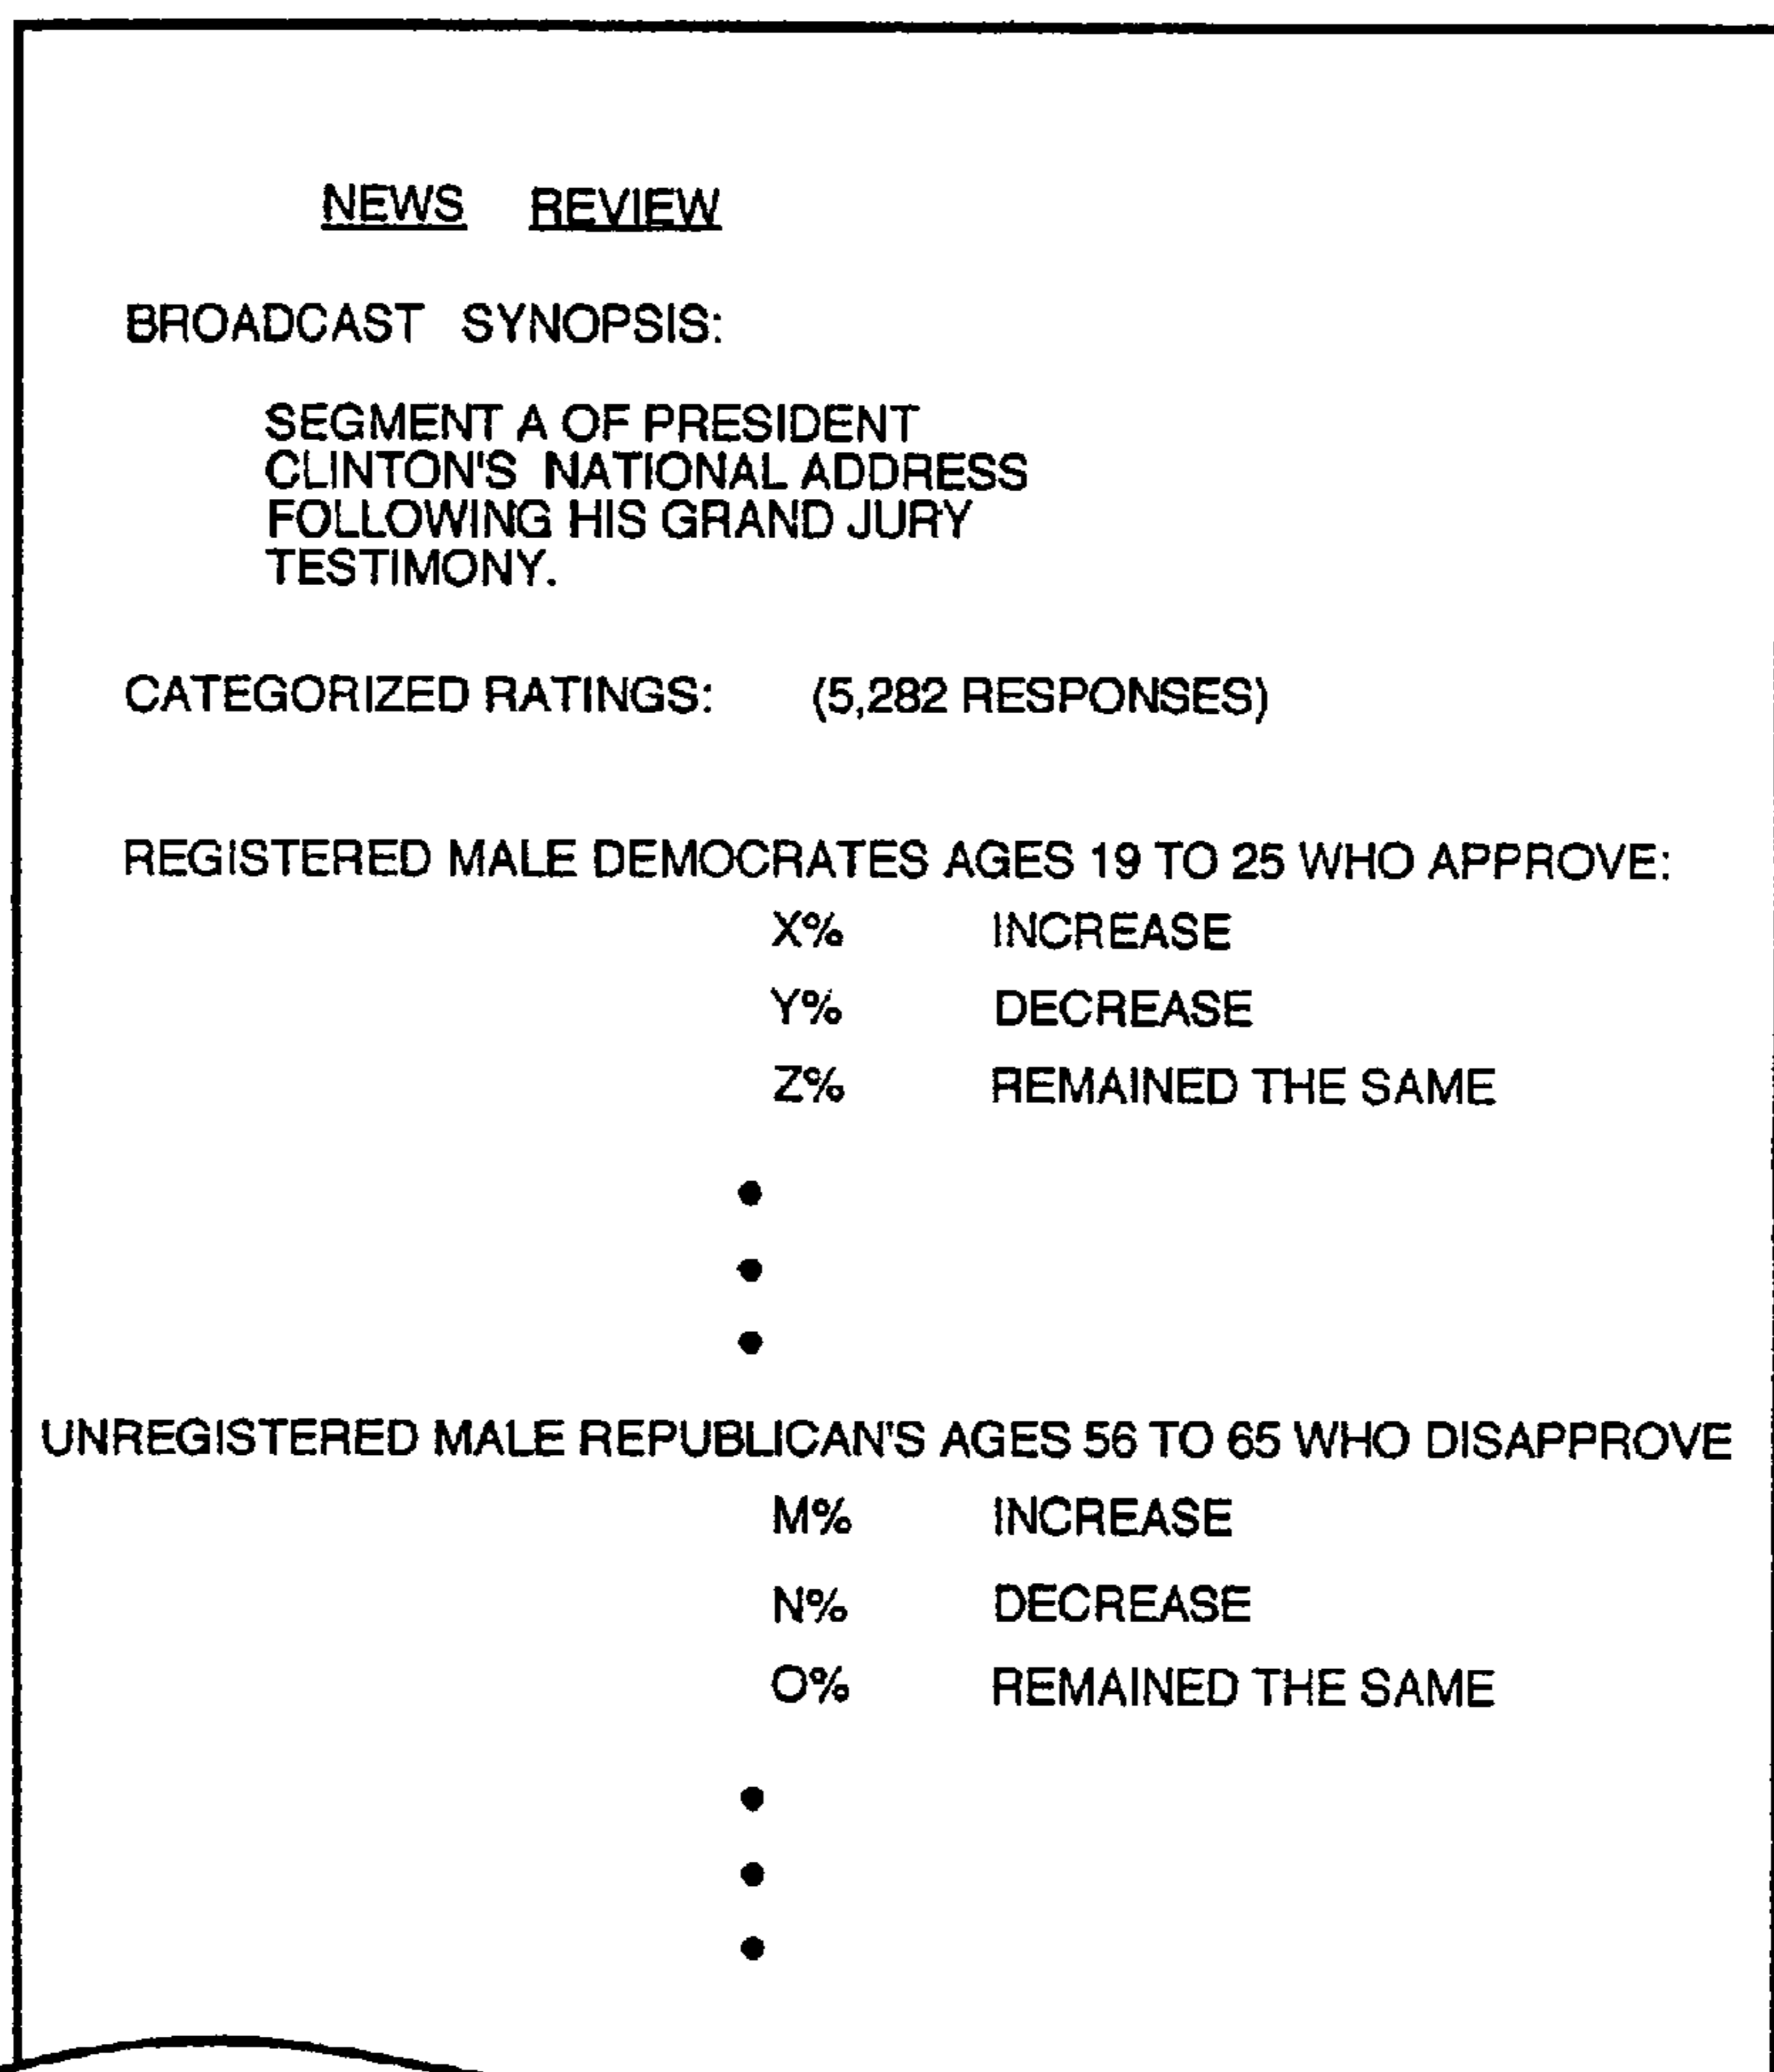 NEWS REVIEW
BROADCAST SYNOPSIS:
SEGMENT A OF PRESIDENT
CLINTON'S NATIONAL ADDRESS
FOLLOWING HIS GRAND JURY
TESTIMONY.
CATEGORIZED RATINGS: (5,282 RESPONSES)
REGISTERED MALE DEMOCRATES AGES 19 TO 25 WHO APPROVE:
X% INCREASE
Y% DECREASE
Z% REMAINED THE SAME
UNREGISTERED MALE REPUBLICAN'S AGES 56 TO 65 WHO DISAPPROVE
M% INCREASE
N% DECREASE
O% REMAINED THE SAME